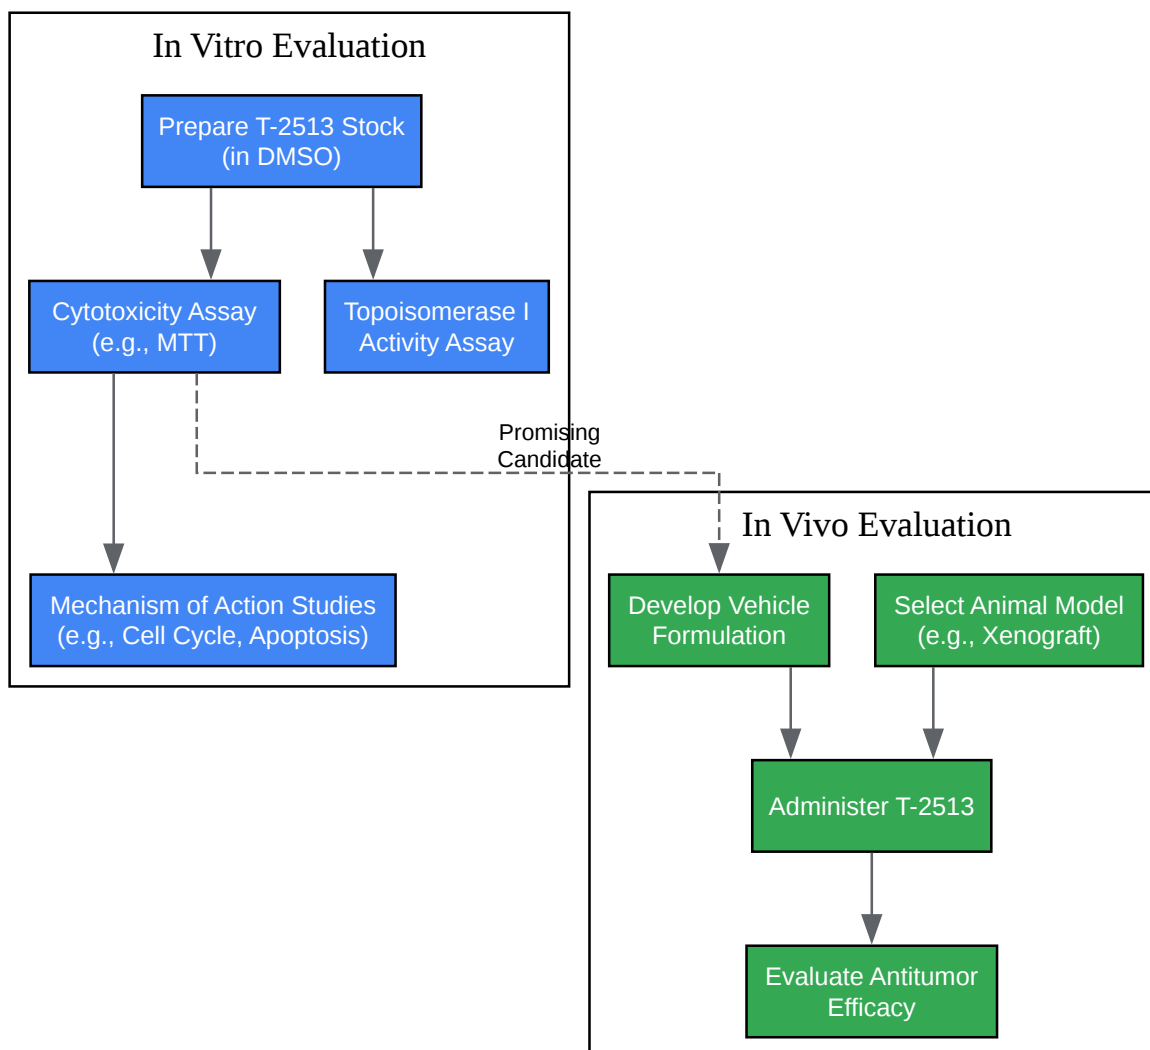 In Vitro Evaluation
Prepare T-2513 Stock
(in DMSO)
Cytotoxicity Assay
(e.g., MTT)
Topoisomerase I
Activity Assay
Promising
Candidate
Mechanism of Action Studies
(e.g., Cell Cycle, Apoptosis)
In Vivo Evaluation
Develop Vehicle
Formulation
Select Animal Model
(e.g., Xenograft)
Administer T-2513
Evaluate Antitumor
Efficacy